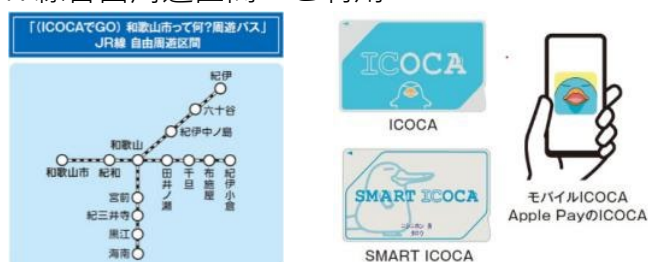 「(ICOCAでGO) 和歌山市って何?周遊パス」
JR線 自由周遊区間
紀伊
六十谷
紀伊中ノ島
和歌山
和歌山市
紀和
田井ノ瀬
千旦
布施屋
紀伊小倉
宮前
紀三井寺
黒江
海南
ICOCA
ICOCA
SMART ICOCA
SMART ICOCA
モバイルICOCA
Apple PayのICOCA